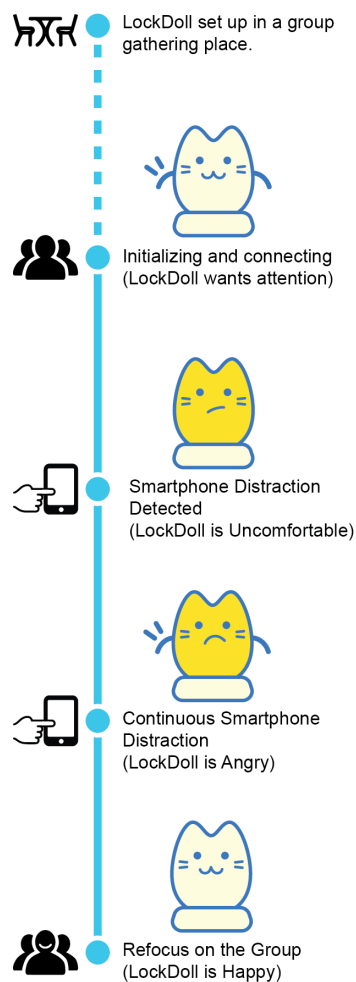 LockDoll set up in a group
gathering place.
Initializing and connecting
(LockDoll wants attention)
Smartphone Distraction
Detected
(LockDoll is Uncomfortable)
Continuous Smartphone
Distraction
(LockDoll is Angry)
Refocus on the Group
(LockDoll is Happy)